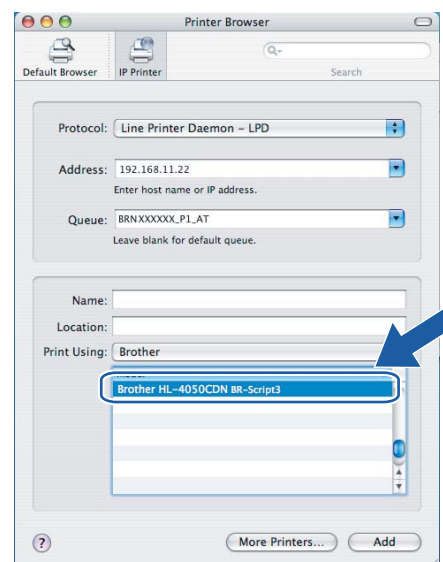 Printer Browser
Default Browser IP Printer Search
Protocol: Line Printer Daemon – LPD
Address: 192.168.11.22
Enter host name or IP address.
Queue: BRNXXXXXX_P1_AT
Leave blank for default queue.
Name:
Location:
Print Using: Brother
Brother HL-4050CDN BR-Script3
? More Printers... Add